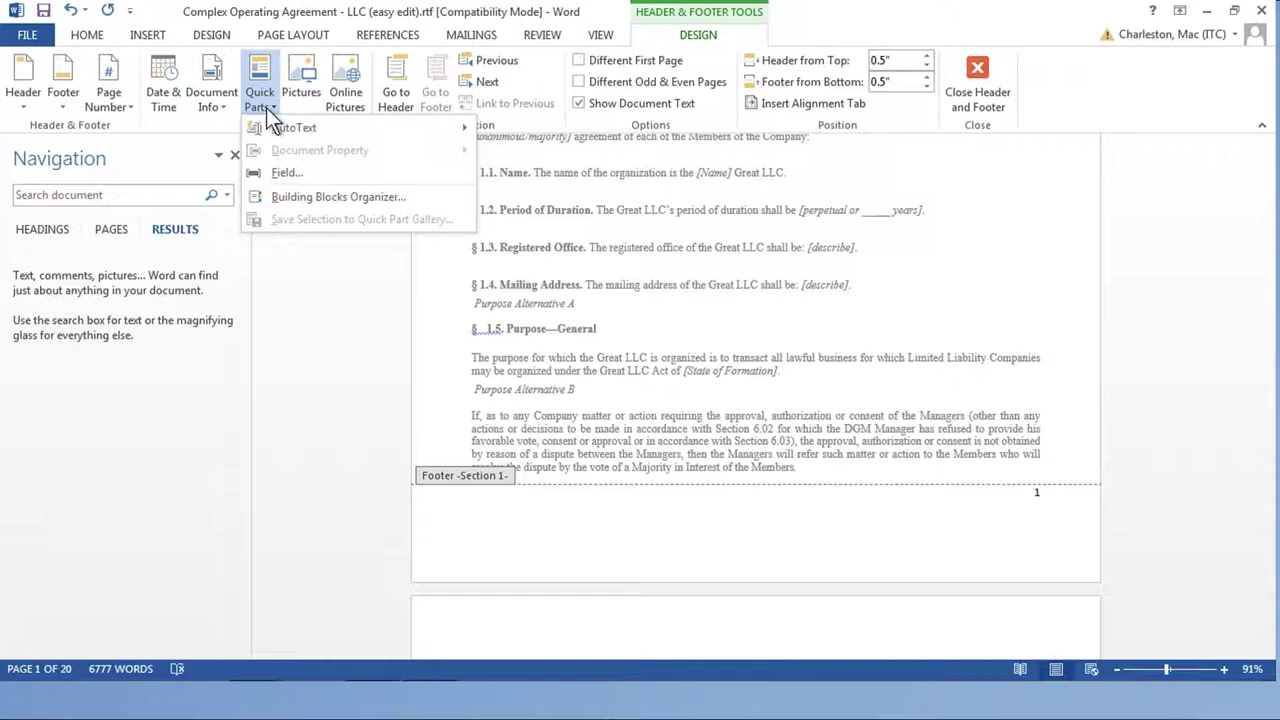 Complex Operating Agreement - LLC (easy edit).rtf [Compatibility Mode] - Word
HEADER & FOOTER TOOLS
?
FILE HOME INSERT DESIGN PAGE LAYOUT REFERENCES MAILINGS REVIEW VIEW DESIGN
Charleston, Mac (ITC)
Header
Footer
Page
Number
Header & Footer
Date &
Time
Document
Info
Quick
Parts
Pictures
Online
Pictures
Go to
Header
Go to
Footer
Previous
Next
Link to Previous
Different First Page
Different Odd & Even Pages
Show Document Text
Options
Header from Top: 0.5"
Footer from Bottom: 0.5"
Insert Alignment Tab
Position
Close Header
and Footer
Close
Document Property
Field...
Building Blocks Organizer...
Save Selection to Quick Part Gallery...
Navigation
Search document
HEADINGS PAGES RESULTS
Text, comments, pictures... Word can find
just about anything in your document.
Use the search box for text or the magnifying
glass for everything else.
agreement of each of the Members of the Company:
1.1. Name. The name of the organization is the [Name] Great LLC.
1.2. Period of Duration. The Great LLC's period of duration shall be [perpetual or _____ years].
§ 1.3. Registered Office. The registered office of the Great LLC shall be: [describe].
§ 1.4. Mailing Address. The mailing address of the Great LLC shall be: [describe].
Purpose Alternative A
§ 1.5. Purpose—General
The purpose for which the Great LLC is organized is to transact all lawful business for which Limited Liability Companies
may be organized under the Great LLC Act of [State of Formation].
Purpose Alternative B
If, as to any Company matter or action requiring the approval, authorization or consent of the Managers (other than any
actions or decisions to be made in accordance with Section 6.02 for which the DGM Manager has refused to provide his
favorable vote, consent or approval or in accordance with Section 6.03), the approval, authorization or consent is not obtained
by reason of a dispute between the Managers, then the Managers will refer such matter or action to the Members who will
the dispute by the vote of a Majority in Interest of the Members.
Footer -Section 1-
1
PAGE 1 OF 20 6777 WORDS
91%